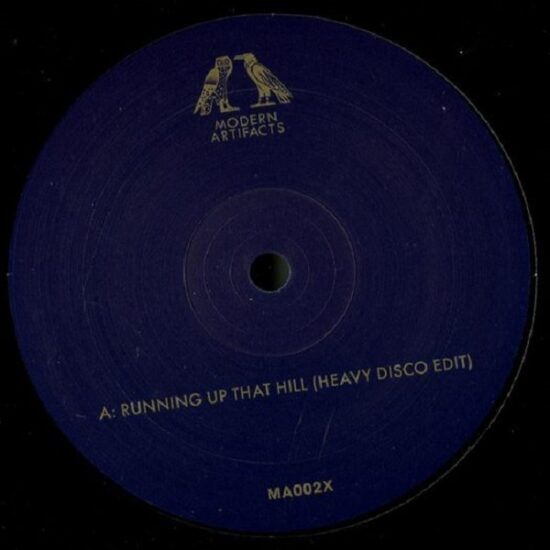 MODERN
ARTIFACTS
A: RUNNING UP THAT HILL (HEAVY DISCO EDIT)
MA002X